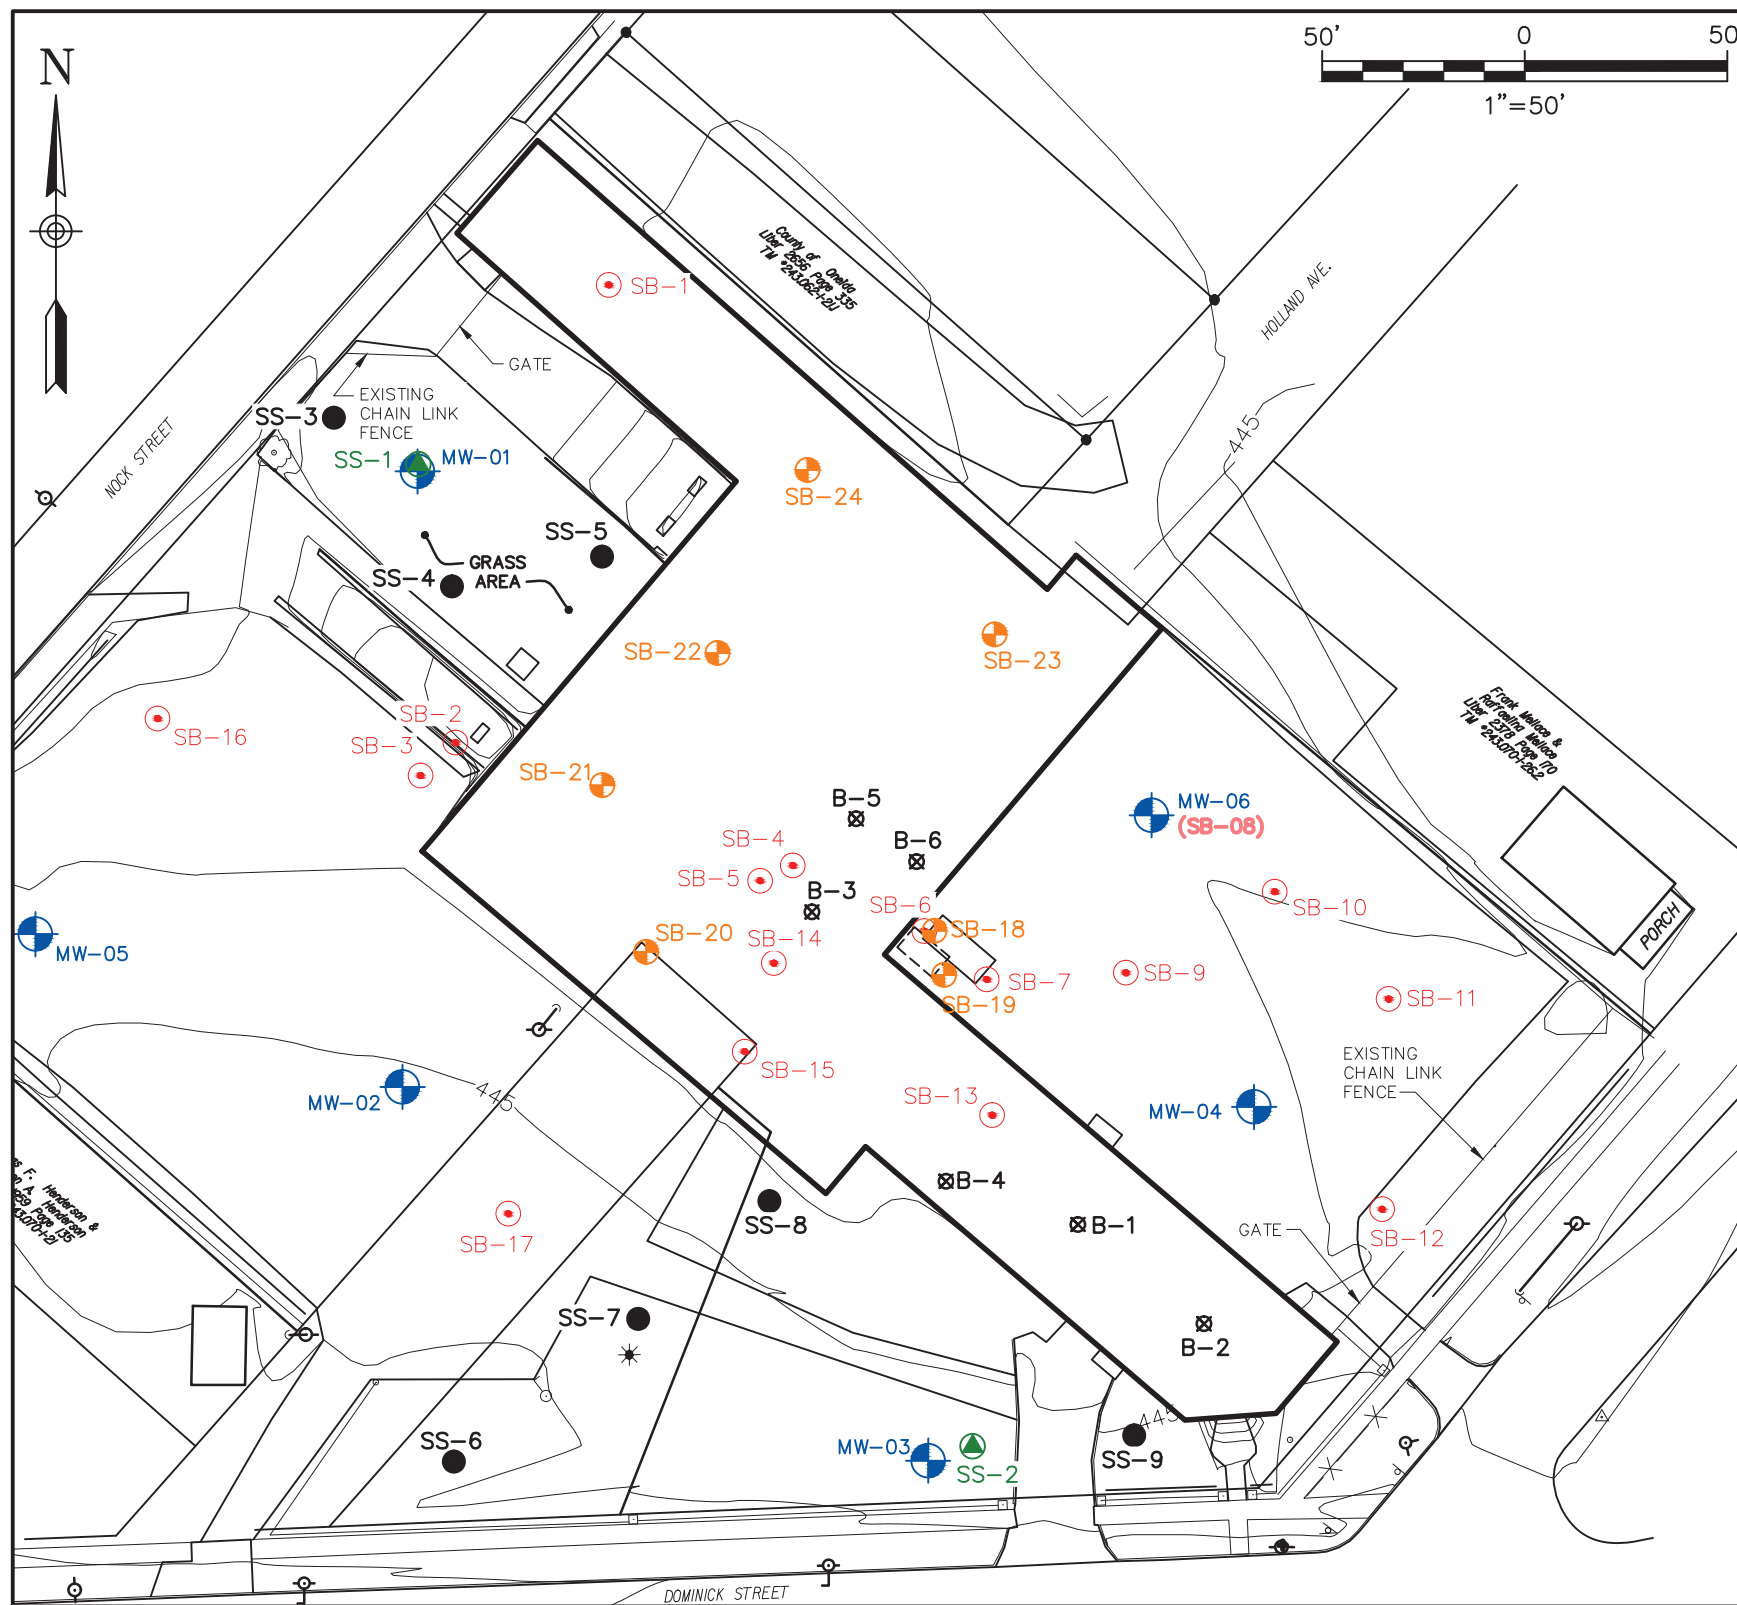 N
50'
0
50
1"=50'
County of Oneida
Liber 2656 Page 335
HOLLAND AVE.
SB-1
GATE
EXISTING
CHAIN LINK
FENCE
SS-3
NOCK STREET
SS-1
MW-01
445
SB-24
SS-5
GRASS
AREA
SS-4
SB-22
SB-23
SB-2
SB-16
SB-3
Frank Mellace &
Raffaelina Mellace
Liber 2378 Page 170
SB-21
B-5
MW-06
(SB-08)
SB-4
B-6
SB-5
B-3
SB-6
SB-10
PORCH
SB-20
SB-18
SB-14
MW-05
SB-9
SB-7
SB-11
SB-19
EXISTING
CHAIN LINK
FENCE
SB-15
445
MW-02
SB-13
MW-04
F. Henderson &
A. Henderson
Page 135
B-4
SS-8
B-1
GATE
SB-12
SB-17
SS-7
B-2
445
SS-6
MW-03
SS-2
SS-9
DOMINICK STREET